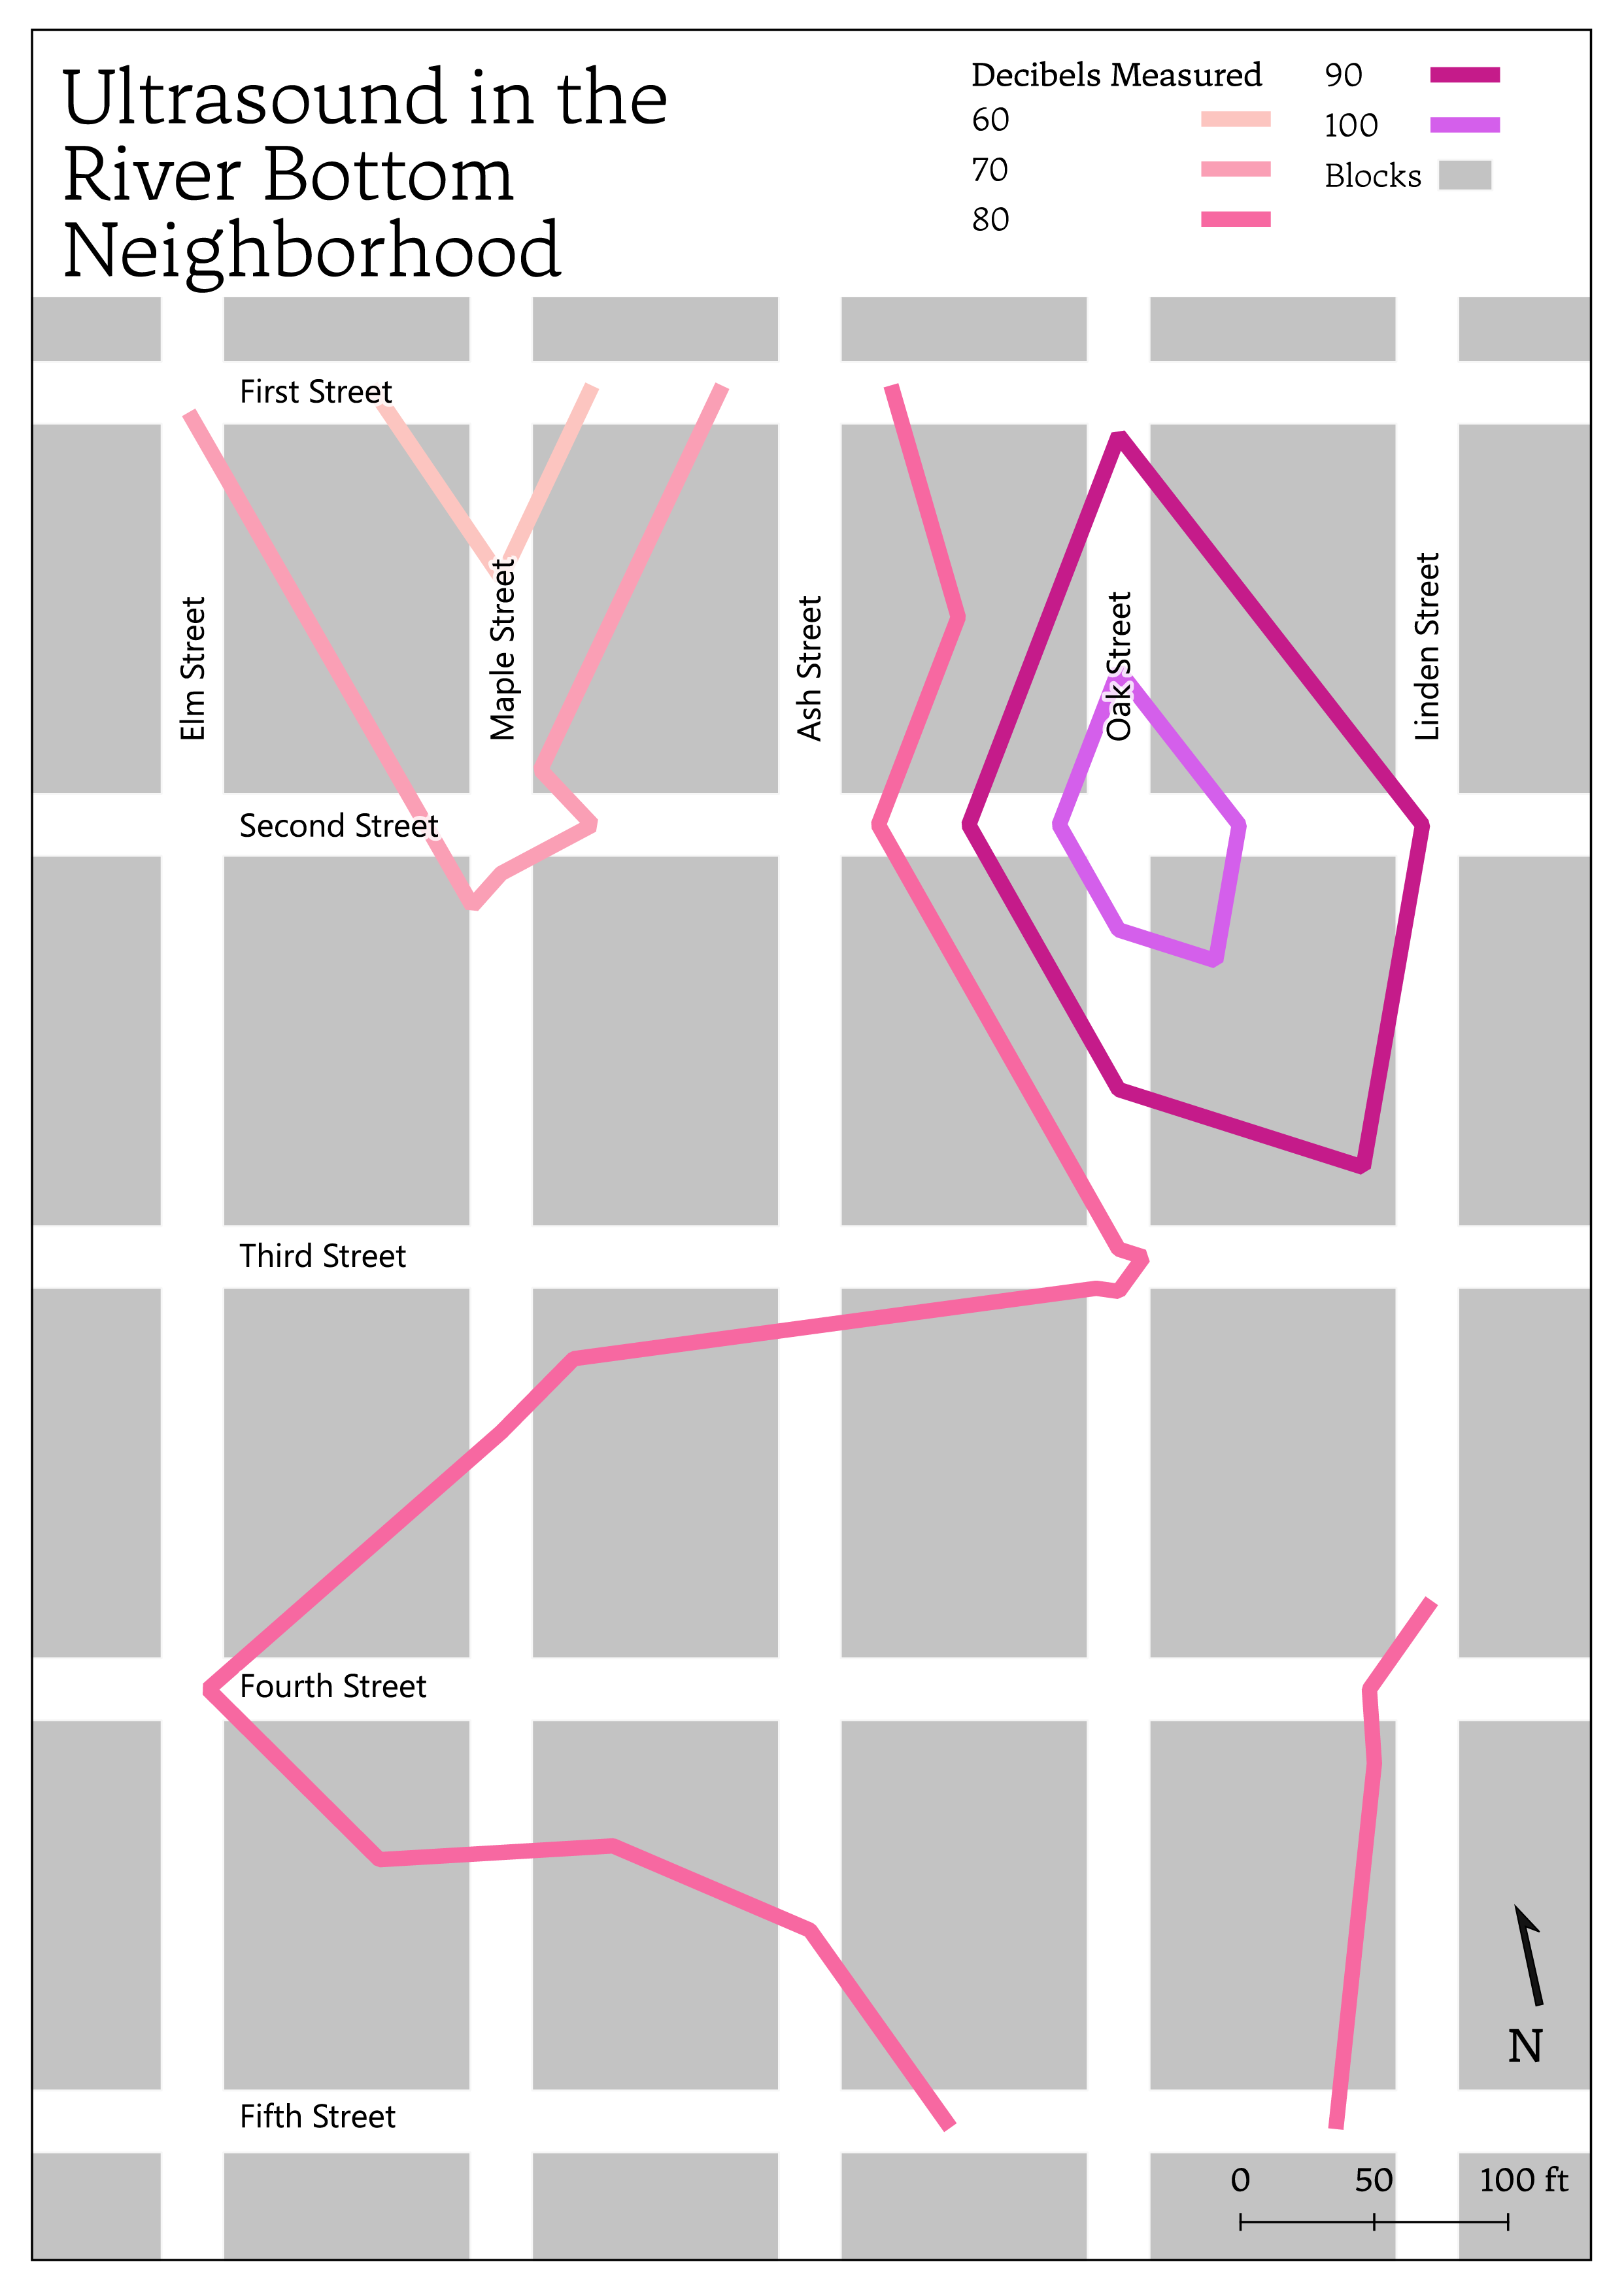 Ultrasound in the
River Bottom
Neighborhood
Decibels Measured
60
70
80
90
100
Blocks
First Street
Elm Street
Maple Street
Ash Street
Oak Street
Linden Street
Second Street
Third Street
Fourth Street
N
Fifth Street
0 50 100 ft